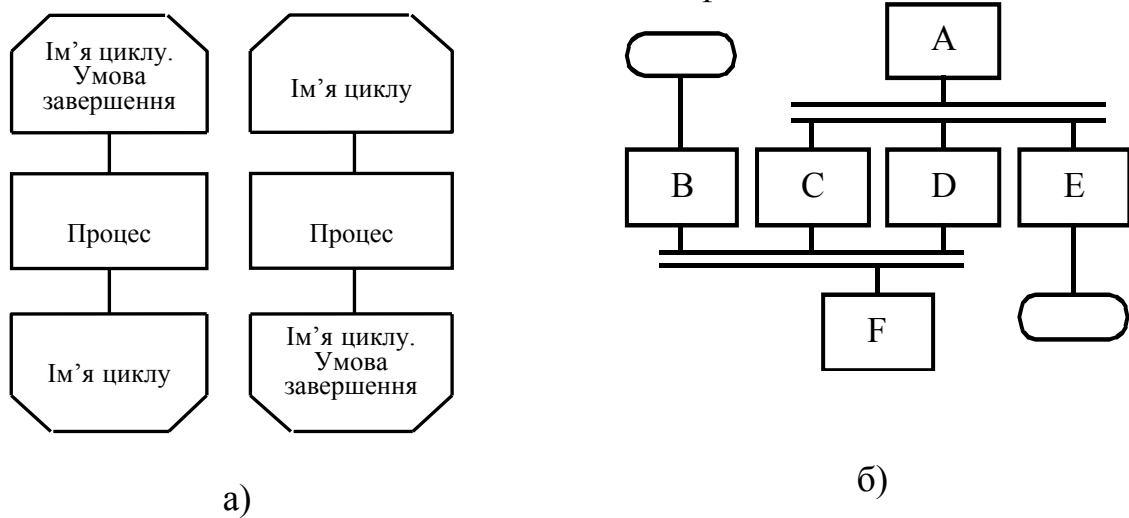 Ім’я циклу.
Умова
завершення
Ім’я циклу
Процес
Процес
Ім’я циклу
Ім’я циклу.
Умова
завершення
а)
A
B
C
D
E
F
б)